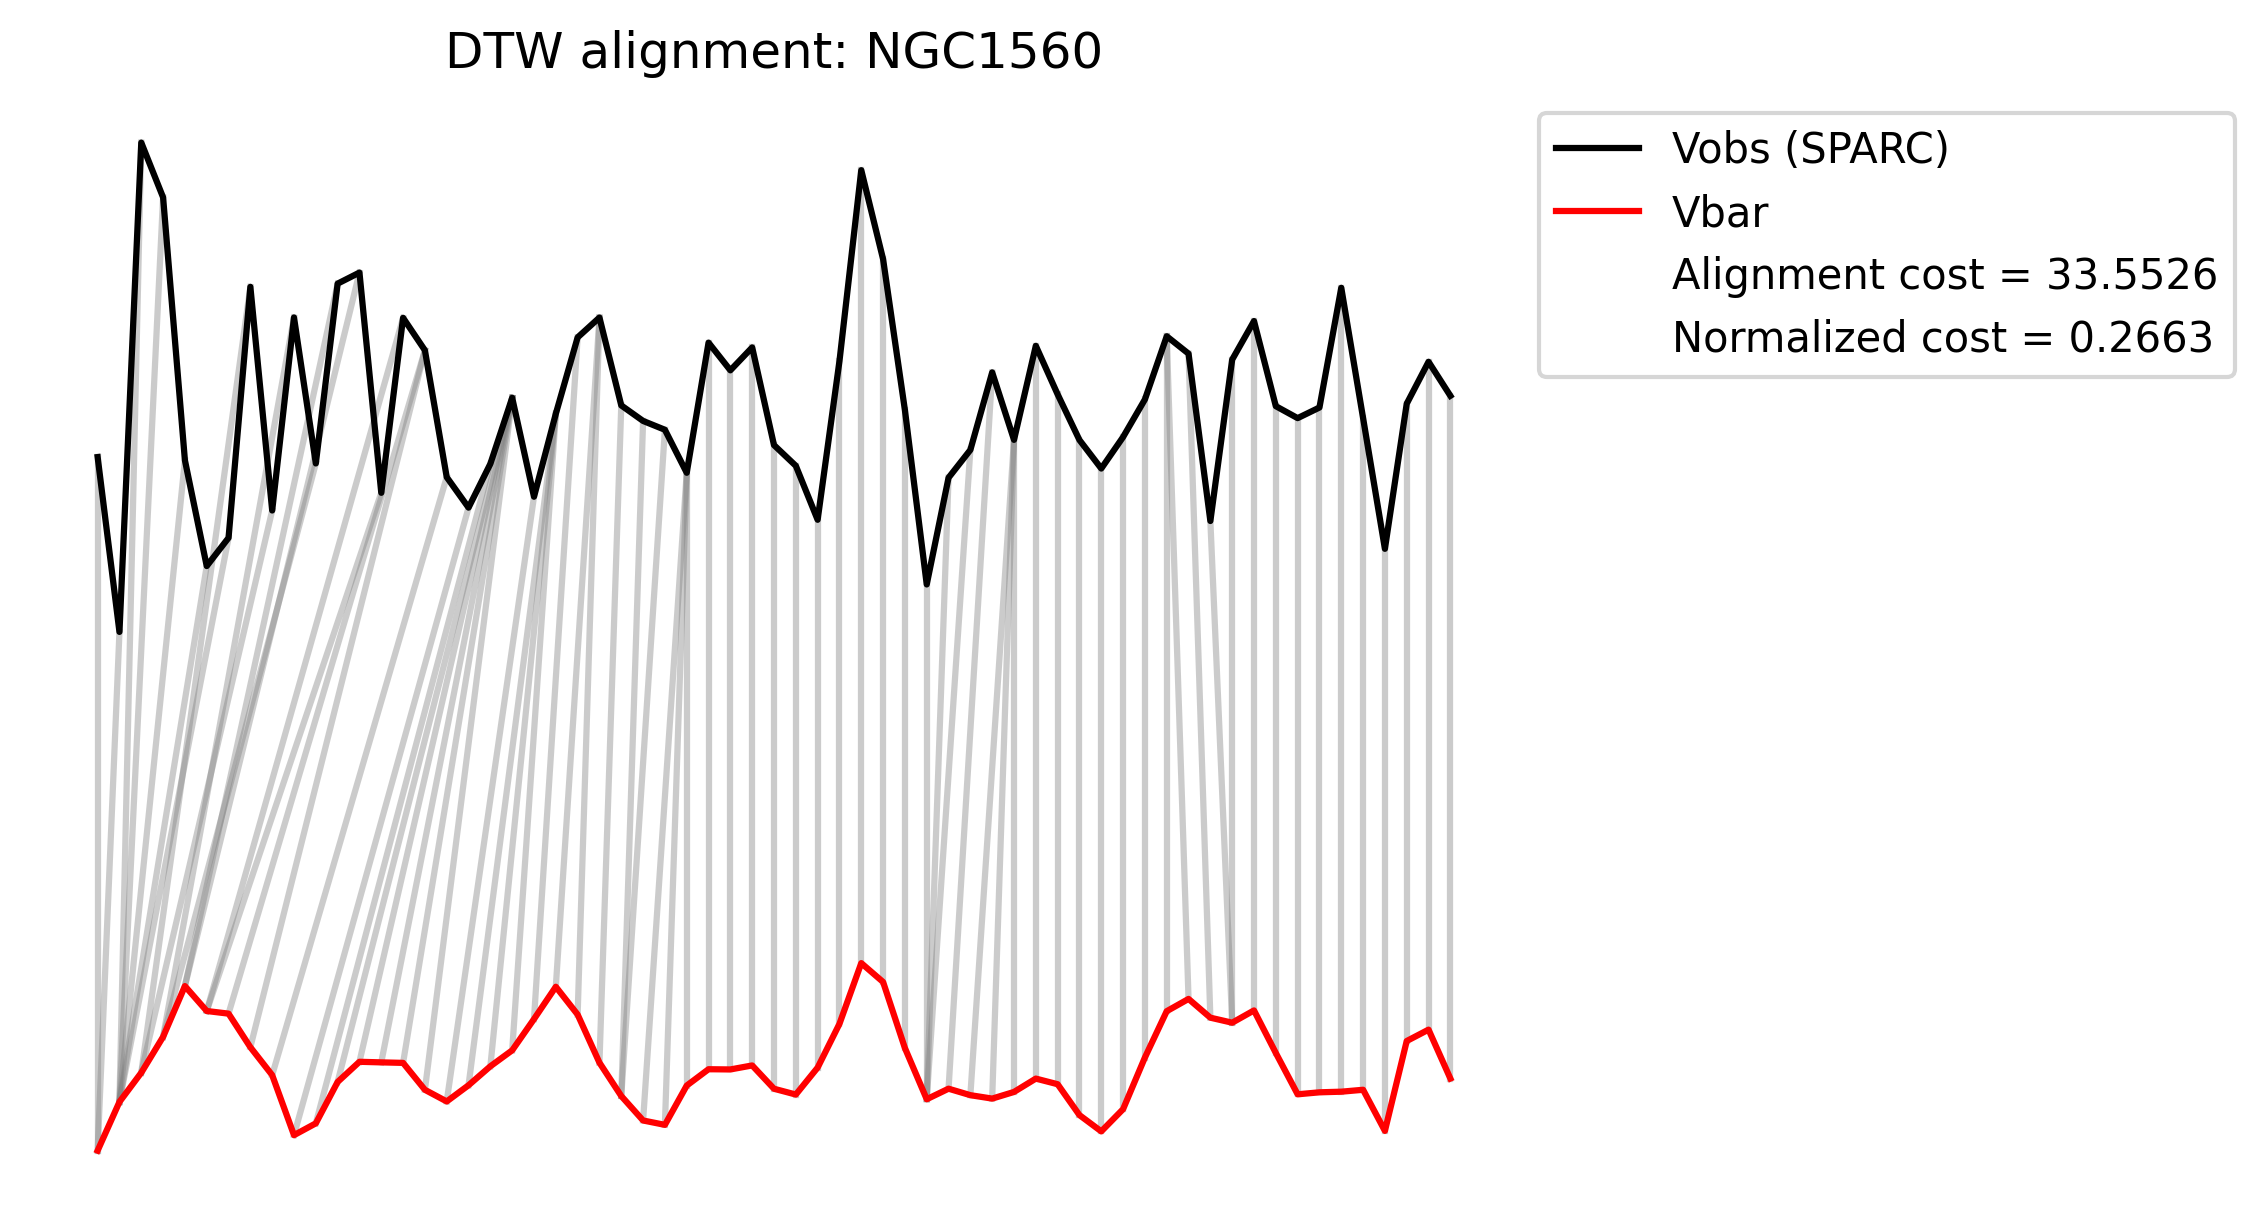 DTW alignment: NGC1560
Vobs (SPARC)
Vbar
Alignment cost = 33.5526
Normalized cost = 0.2663